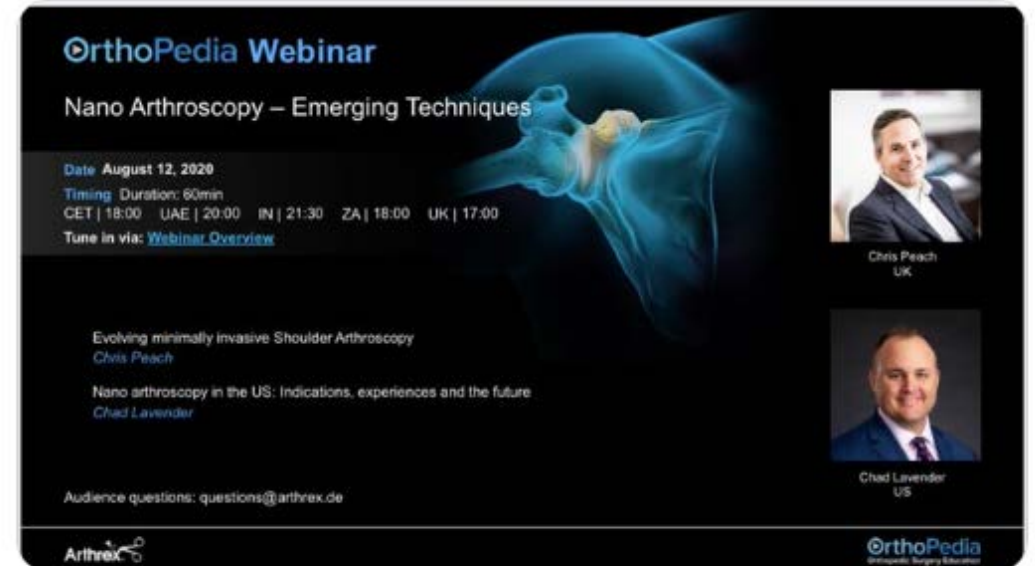 OrthoPedia Webinar
Nano Arthroscopy – Emerging Techniques
Date August 12, 2020
Timing Duration: 60min
CET | 18:00 UAE | 20:00 IN | 21:30 ZA | 18:00 UK | 17:00
Tune in via: Webinar Overview
Chris Peach
UK
Evolving minimally invasive Shoulder Arthroscopy
Chris Peach
Nano arthroscopy in the US: Indications, experiences and the future
Chad Lavender
Chad Lavender
US
Audience questions: questions@arthrex.de
Arthrex
OrthoPedia
Orthopedic Surgery Education